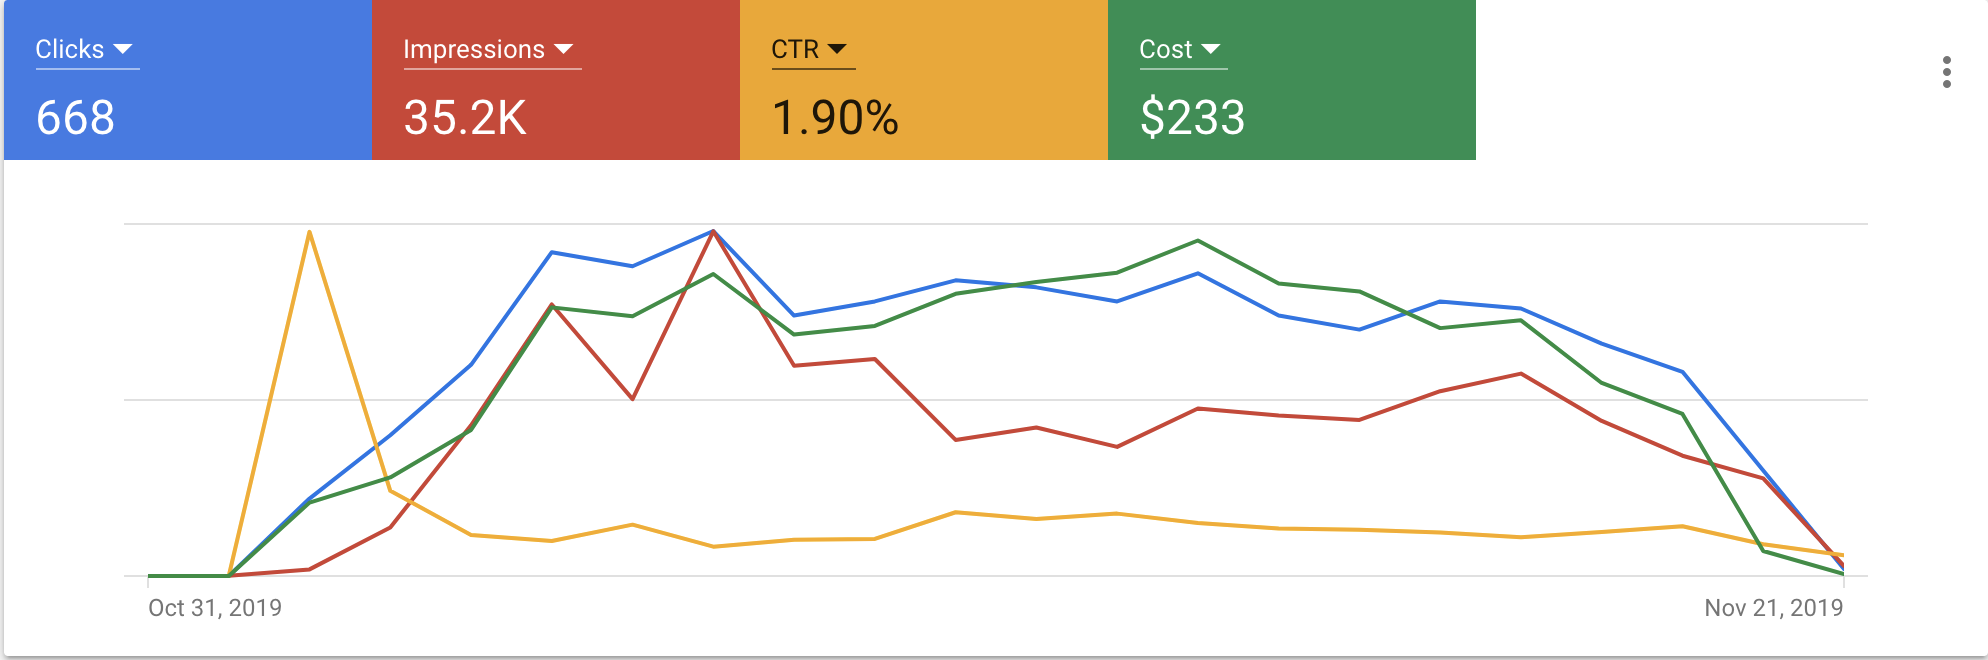 Clicks Impressions CTR Cost
668 35.2K 1.90% $233
Oct 31, 2019 Nov 21, 2019